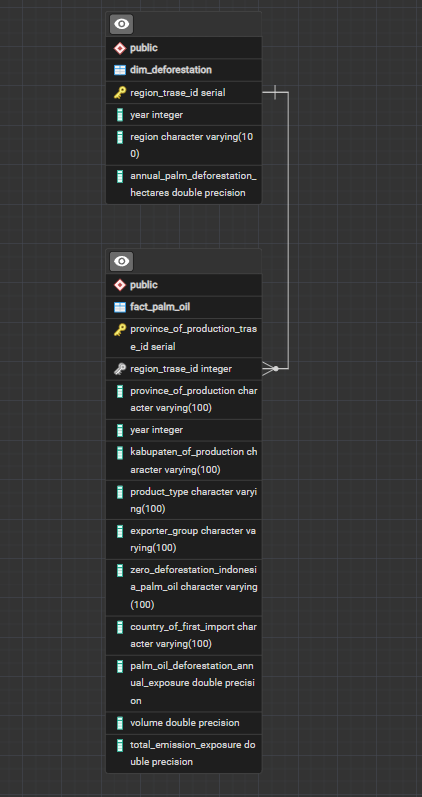 public
dim_deforestation
region_trase_id serial
year integer
region character varying(10
0)
annual_palm_deforestation_
hectares double precision
public
fact_palm_oil
province_of_production_tras
e_id serial
region_trase_id integer
province_of_production char
acter varying(100)
year integer
kabupaten_of_production ch
aracter varying(100)
product_type character varyi
ng(100)
exporter_group character va
rying(100)
zero_deforestation_indonesi
a_palm_oil character varying
(100)
country_of_first_import char
acter varying(100)
palm_oil_deforestation_ann
ual_exposure double precisi
on
volume double precision
total_emission_exposure do
uble precision